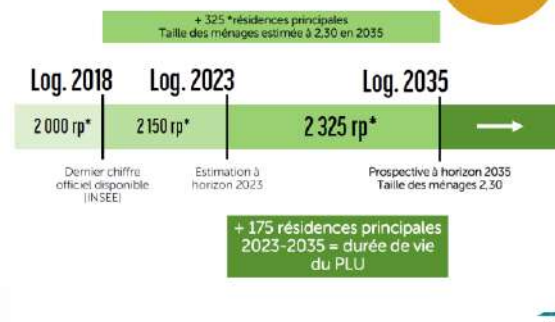 + 325 *résidences principales
Taille des ménages estimée à 2,30 en 2035
Log. 2018
Log. 2023
Log. 2035
2 000 rp*
2 150 rp*
2 325 rp*
Dernier chiffre
officiel disponible
(INSEE)
Estimation à
horizon 2023
Prospective à horizon 2035
Taille des ménages 2,30
+ 175 résidences principales
2023-2035 = durée de vie
du PLU